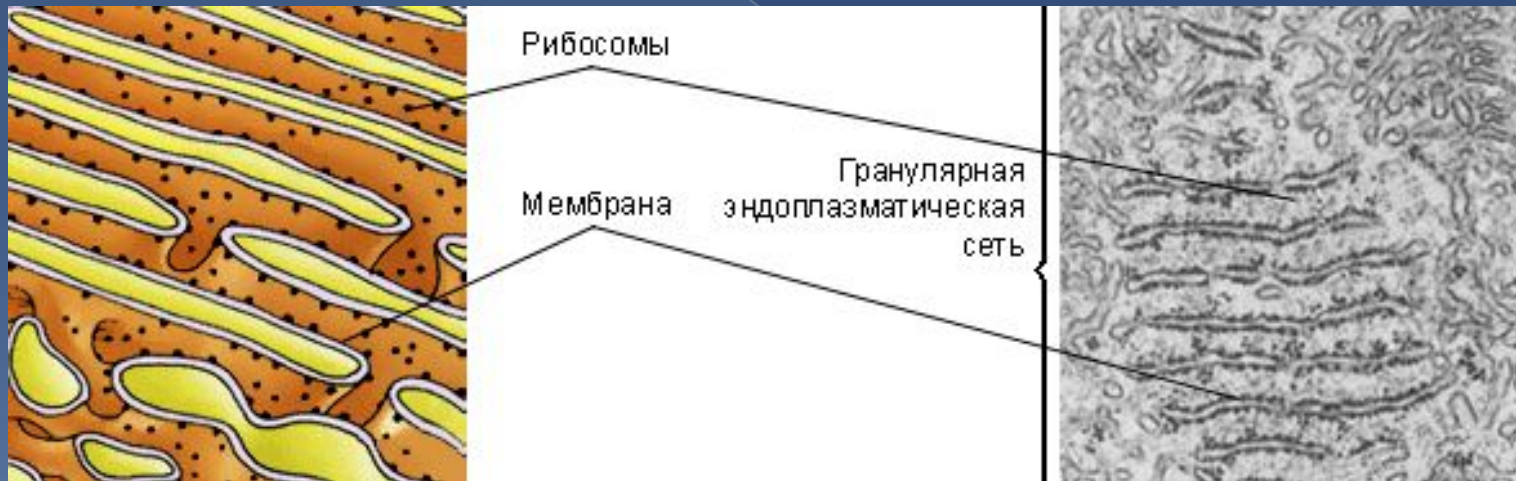 Рибосомы
Мембрана
Гранулярная
эндоплазматическая
сеть